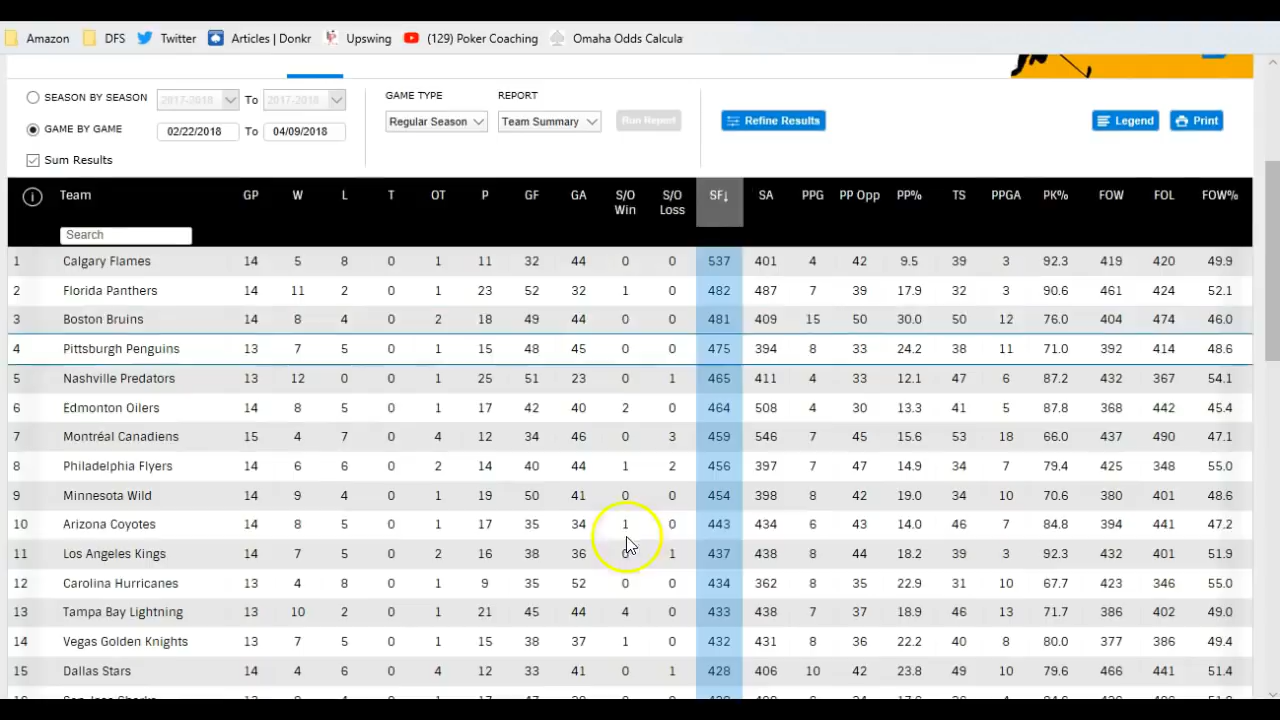 Amazon DFS Twitter Articles | Donkr Upswing (129) Poker Coaching Omaha Odds Calcula
SEASON BY SEASON 2017-2018 To 2017-2018 GAME TYPE REPORT
GAME BY GAME 02/22/2018 To 04/09/2018 Regular Season Team Summary Run Report Refine Results Legend Print
Sum Results
Team GP W L T OT P GF GA S/O Win S/O Loss SF↓ SA PPG PP Opp PP% TS PPGA PK% FOW FOL FOW%
Search
1 Calgary Flames 14 5 8 0 1 11 32 44 0 0 537 401 4 42 9.5 39 3 92.3 419 420 49.9
2 Florida Panthers 14 11 2 0 1 23 52 32 1 0 482 487 7 39 17.9 32 3 90.6 461 424 52.1
3 Boston Bruins 14 8 4 0 2 18 49 44 0 0 481 409 15 50 30.0 50 12 76.0 404 474 46.0
4 Pittsburgh Penguins 13 7 5 0 1 15 48 45 0 0 475 394 8 33 24.2 38 11 71.0 392 414 48.6
5 Nashville Predators 13 12 0 0 1 25 51 23 0 1 465 411 4 33 12.1 47 6 87.2 432 367 54.1
6 Edmonton Oilers 14 8 5 0 1 17 42 40 2 0 464 508 4 30 13.3 41 5 87.8 368 442 45.4
7 Montréal Canadiens 15 4 7 0 4 12 34 46 0 3 459 546 7 45 15.6 53 18 66.0 437 490 47.1
8 Philadelphia Flyers 14 6 6 0 2 14 40 44 1 2 456 397 7 47 14.9 34 7 79.4 425 348 55.0
9 Minnesota Wild 14 9 4 0 1 19 50 41 0 0 454 398 8 42 19.0 34 10 70.6 380 401 48.6
10 Arizona Coyotes 14 8 5 0 1 17 35 34 1 0 443 434 6 43 14.0 46 7 84.8 394 441 47.2
11 Los Angeles Kings 14 7 5 0 2 16 38 36 0 1 437 438 8 44 18.2 39 3 92.3 432 401 51.9
12 Carolina Hurricanes 13 4 8 0 1 9 35 52 0 0 434 362 8 35 22.9 31 10 67.7 423 346 55.0
13 Tampa Bay Lightning 13 10 2 0 1 21 45 44 4 0 433 438 7 37 18.9 46 13 71.7 386 402 49.0
14 Vegas Golden Knights 13 7 5 0 1 15 38 37 1 0 432 431 8 36 22.2 40 8 80.0 377 386 49.4
15 Dallas Stars 14 4 6 0 4 12 33 41 0 1 428 406 10 42 23.8 49 10 79.6 466 441 51.4